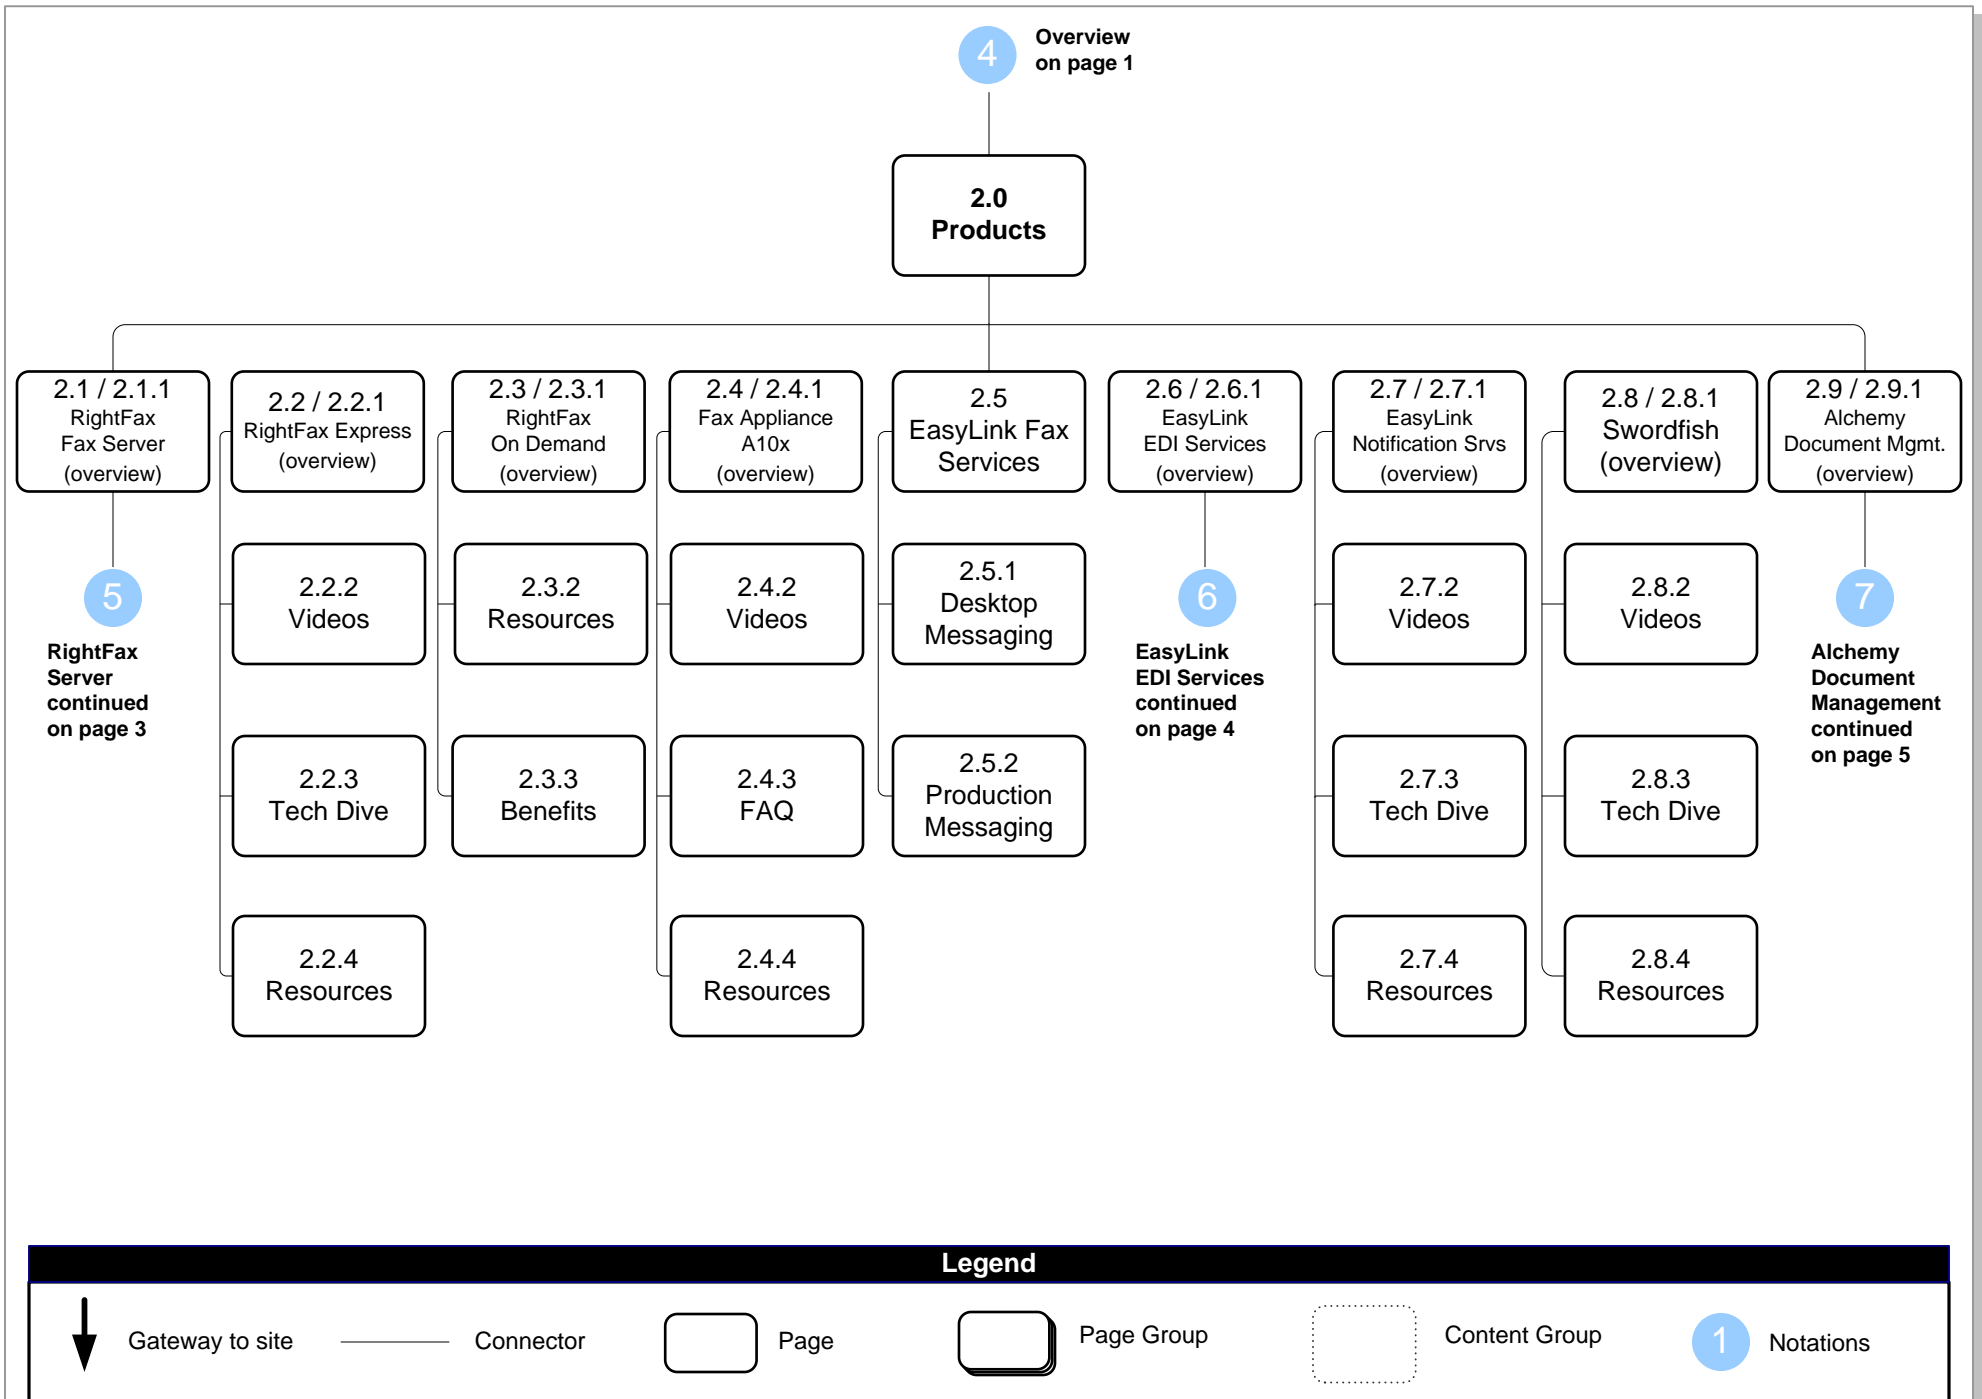 4
Overview
on page 1
2.0
Products
2.1 / 2.1.1
RightFax
Fax Server
(overview)
2.2 / 2.2.1
RightFax Express
(overview)
2.3 / 2.3.1
RightFax
On Demand
(overview)
2.4 / 2.4.1
Fax Appliance
A10x
(overview)
2.5
EasyLink Fax
Services
2.6 / 2.6.1
EasyLink
EDI Services
(overview)
2.7 / 2.7.1
EasyLink
Notification Srvs
(overview)
2.8 / 2.8.1
Swordfish
(overview)
2.9 / 2.9.1
Alchemy
Document Mgmt.
(overview)
5
RightFax
Server
continued
on page 3
2.2.2
Videos
2.3.2
Resources
2.4.2
Videos
2.5.1
Desktop
Messaging
6
EasyLink
EDI Services
continued
on page 4
2.7.2
Videos
2.8.2
Videos
7
Alchemy
Document
Management
continued
on page 5
2.2.3
Tech Dive
2.3.3
Benefits
2.4.3
FAQ
2.5.2
Production
Messaging
2.7.3
Tech Dive
2.8.3
Tech Dive
2.2.4
Resources
2.4.4
Resources
2.7.4
Resources
2.8.4
Resources
Legend
Gateway to site
Connector
Page
Page Group
Content Group
1
Notations